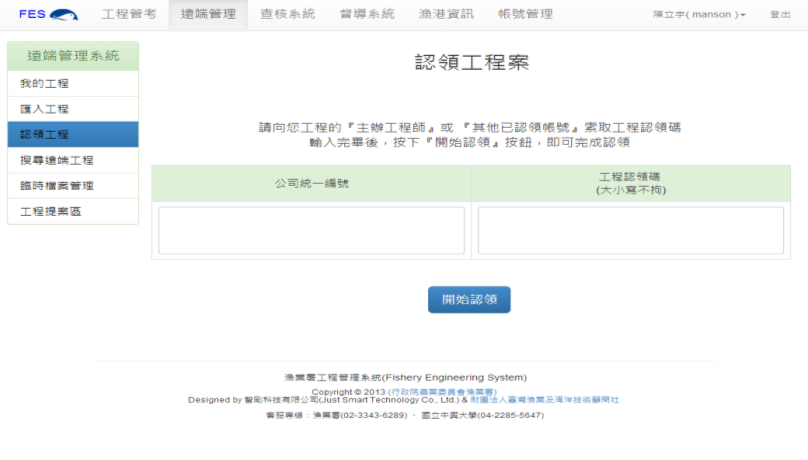 FES 工程管考 遠端管理 查核系統 督導系統 漁港資訊 帳號管理 陳立宇( manson ) 登出
遠端管理系統
我的工程
匯入工程
認領工程
搜尋遠端工程
臨時檔案管理
工程提案區
認領工程案
請向您工程的『主辦工程師』或 『其他已認領帳號』索取工程認領碼
輸入完畢後，按下『開始認領』按鈕，即可完成認領
公司統一編號
工程認領碼
(大小寫不拘)
開始認領
漁業署工程管理系統(Fishery Engineering System)
Copyright © 2013 (行政院農業委員會漁業署)
Designed by 智剛科技有限公司(Just Smart Technology Co., Ltd.) & 財團法人臺灣漁業及海洋技術顧問社
客服專線：漁業署(02-3343-6289) 、 國立中興大學(04-2285-5647)